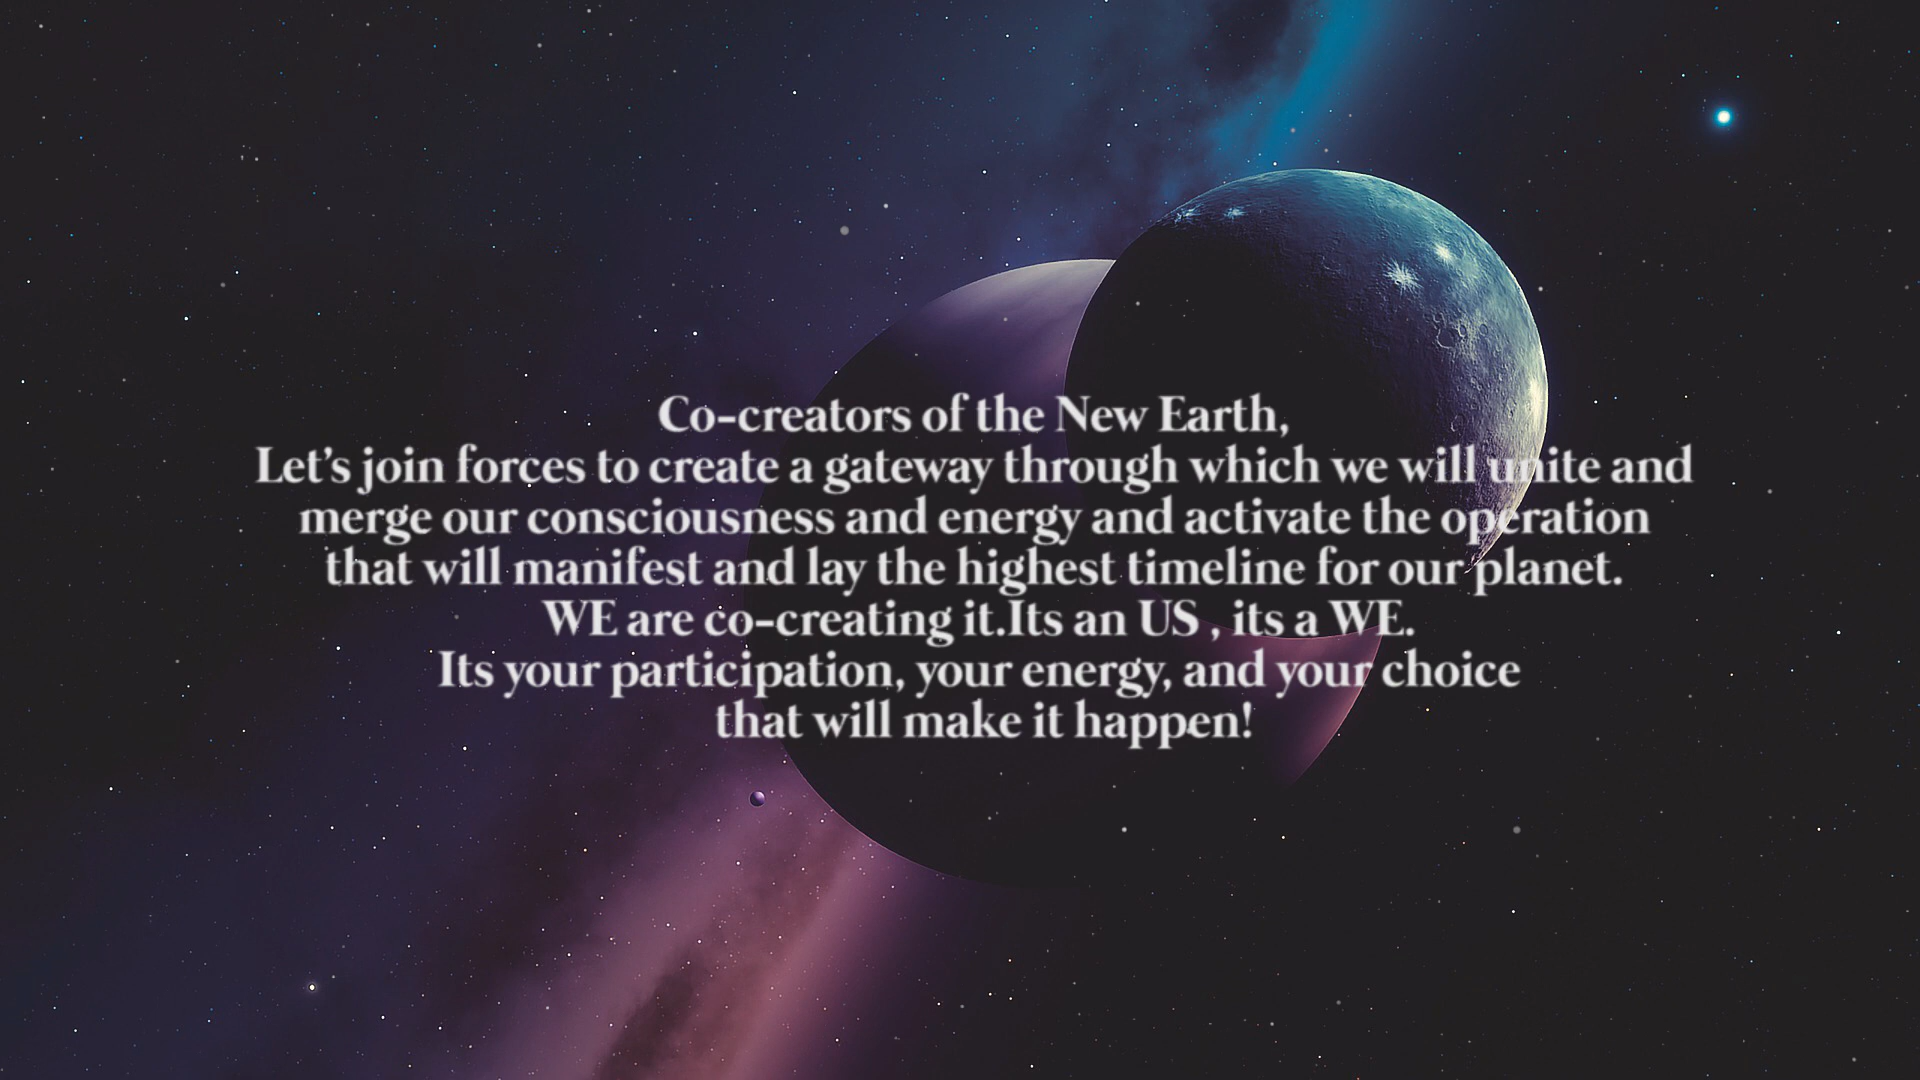 Co-creators of the New Earth,
Let’s join forces to create a gateway through which we will unite and
merge our consciousness and energy and activate the operation
that will manifest and lay the highest timeline for our planet.
WE are co-creating it.Its an US , its a WE.
Its your participation, your energy, and your choice
that will make it happen!